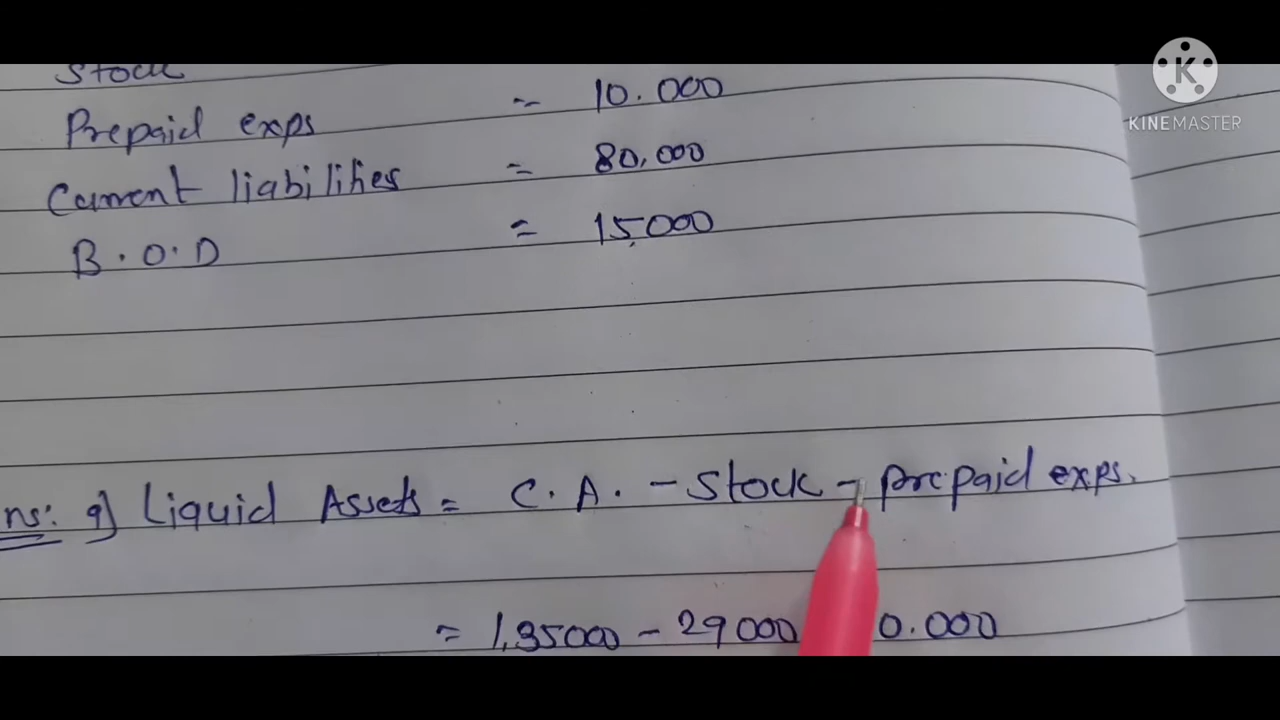 Stock
Prepaid exps = 10.000
Current liabilities = 80,000
B.O.D = 15,000
ns: a) Liquid Assets = C.A. - Stock - prepaid exps.
= 1,35000 - 29000 0.000
KINEMASTER